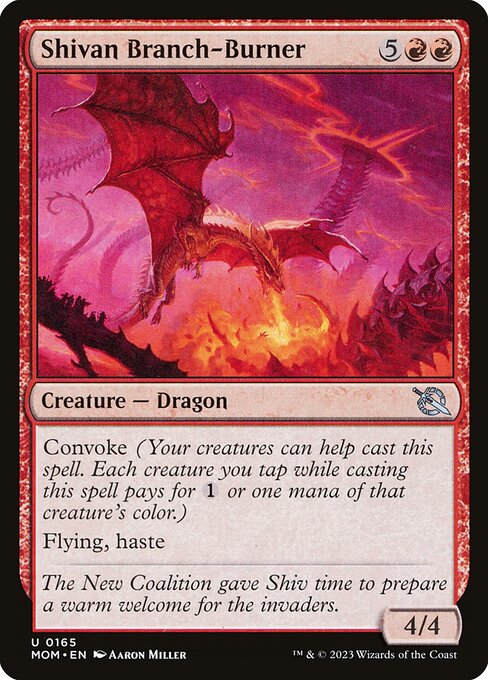 Shivan Branch-Burner 5
Creature — Dragon
Convoke (Your creatures can help cast this
spell. Each creature you tap while casting
this spell pays for 1 or one mana of that
creature's color.)
Flying, haste
The New Coalition gave Shiv time to prepare
a warm welcome for the invaders.
4/4
U 0165
MOM • EN Aaron Miller
™ & © 2023 Wizards of the Coast